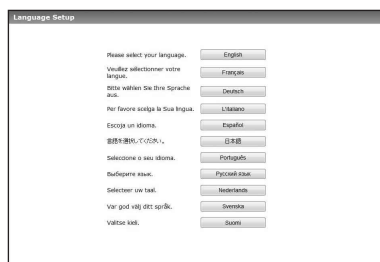 Language Setup
Please select your language. English
Veuillez sélectionner votre
langue. Français
Bitte wählen Sie Ihre Sprache
aus. Deutsch
Per favore scelga la Sua lingua. L'italiano
Escoja un idioma. Español
言語を選択してください。 日本語
Seleccione o seu idioma. Português
Выберите язык. Русский язык
Selecteer uw taal. Nederlands
Var god välj ditt språk. Svenska
Valitse kieli. Suomi